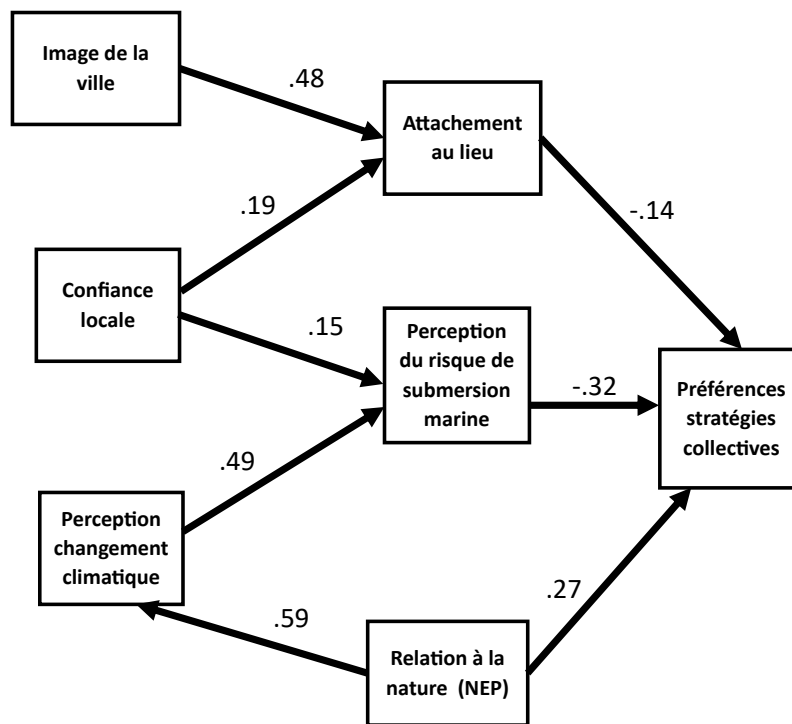 Image de la
ville
.48
Attachement
au lieu
.19
-.14
Confiance
locale
.15
Perception
du risque de
submersion
marine
-.32
Préférences
stratégies
collectives
.49
Perception
changement
climatique
.59
.27
Relation à la
nature (NEP)